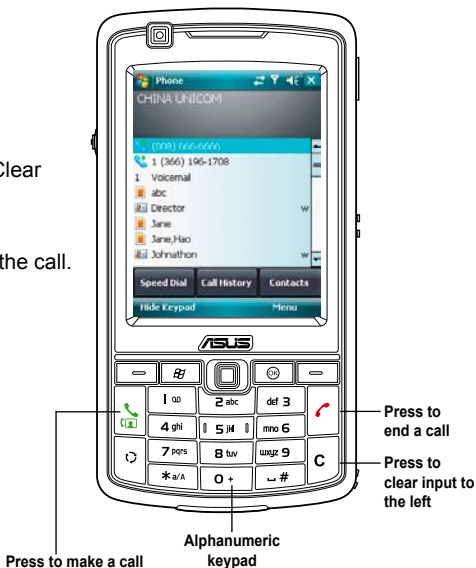 Clear
the call.
Phone
CHINA UNICOM
(008) 666-6666
1 (366) 196-1708
1 Voicemail
abc
Director w
Jane
Jane,Hao
Johnathon w
Speed Dial Call History Contacts
Hide Keypad Menu
ASUS
OK
1 2 abc def 3
4 ghi 5 jkl mno 6
7 pqrs 8 tuv wxyz 9 C
* a/A 0 + #
Press to
end a call
Press to
clear input to
the left
Alphanumeric
keypad
Press to make a call